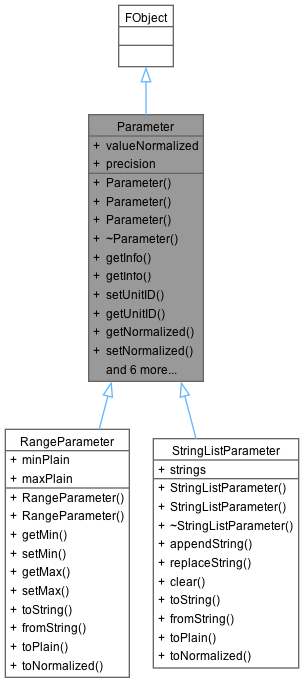 FObject
Parameter
+ valueNormalized
+ precision
+ Parameter()
+ Parameter()
+ Parameter()
+ ~Parameter()
+ getInfo()
+ getInfo()
+ setUnitID()
+ getUnitID()
+ getNormalized()
+ setNormalized()
and 6 more...
RangeParameter
+ minPlain
+ maxPlain
+ RangeParameter()
+ RangeParameter()
+ getMin()
+ setMin()
+ getMax()
+ setMax()
+ toString()
+ fromString()
+ toPlain()
+ toNormalized()
StringListParameter
+ strings
+ StringListParameter()
+ StringListParameter()
+ ~StringListParameter()
+ appendString()
+ replaceString()
+ clear()
+ toString()
+ fromString()
+ toPlain()
+ toNormalized()